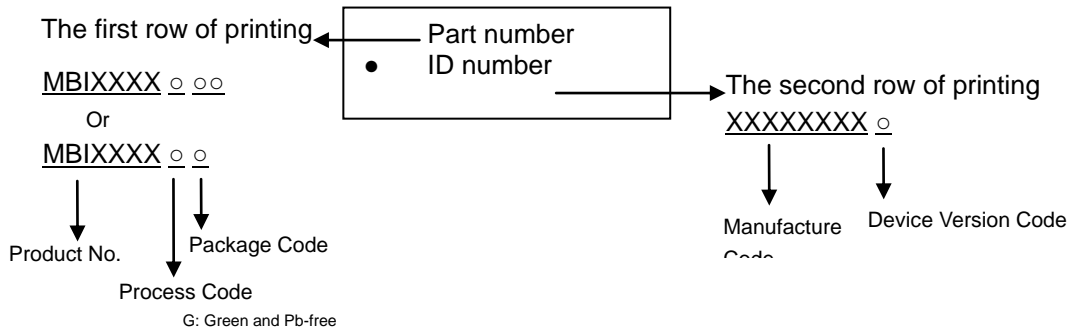 The first row of printing
Part number
● ID number
MBIXXXX ○ ○○
Or
MBIXXXX ○ ○
Product No.
Package Code
Process Code
G: Green and Pb-free
The second row of printing
XXXXXXXX ○
Manufacture
Code
Device Version Code